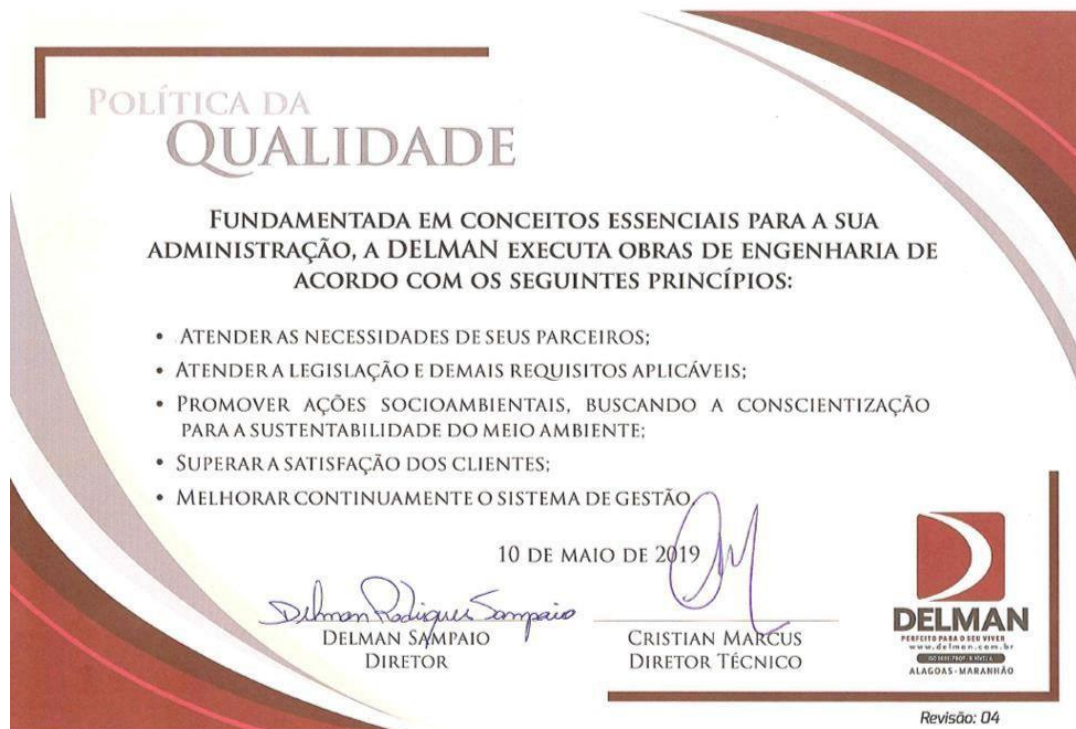 POLÍTICA DA
QUALIDADE
FUNDAMENTADA EM CONCEITOS ESSENCIAIS PARA A SUA
ADMINISTRAÇÃO, A DELMAN EXECUTA OBRAS DE ENGENHARIA DE
ACORDO COM OS SEGUINTES PRINCÍPIOS:
• ATENDER AS NECESSIDADES DE SEUS PARCEIROS;
• ATENDER A LEGISLAÇÃO E DEMAIS REQUISITOS APLICÁVEIS;
• PROMOVER AÇÕES SOCIOAMBIENTAIS, BUSCANDO A CONSCIENTIZAÇÃO
PARA A SUSTENTABILIDADE DO MEIO AMBIENTE;
• SUPERAR A SATISFAÇÃO DOS CLIENTES;
• MELHORAR CONTINUAMENTE O SISTEMA DE GESTÃO
10 DE MAIO DE 2019
Delman Rodigues Sampaio
DELMAN SAMPAIO
DIRETOR
CRISTIAN MARCUS
DIRETOR TÉCNICO
DELMAN
PERFEITO PARA O SEU VIVER
www.delman.com.br
ALAGOAS - MARANHÃO
Revisão: 04